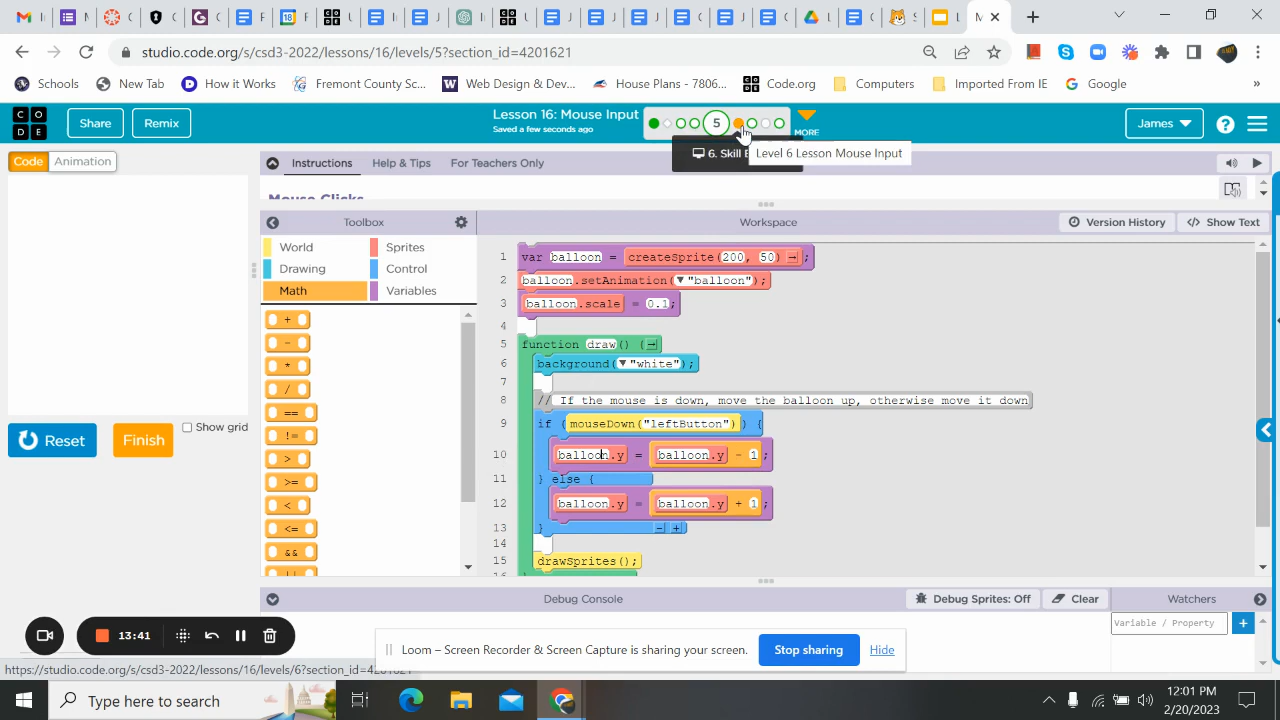 studio.code.org/s/csd3-2022/lessons/16/levels/5?section_id=4201621
Schools
New Tab
How it Works
Fremont County Sc...
Web Design & Dev...
House Plans - 7806...
Code.org
Computers
Imported From IE
Google
C O
D E
Share
Remix
Lesson 16: Mouse Input
Saved a few seconds ago
5
MORE
James
6. Skill
Level 6 Lesson Mouse Input
Code
Animation
Instructions
Help & Tips
For Teachers Only
Mouse Clicks
Toolbox
Workspace
Version History
Show Text
World
Sprites
Drawing
Control
Math
Variables
+
-
*
/
==
!=
>
>=
<
<=
&&
1 var balloon = createSprite(200, 50) → ;
2 balloon.setAnimation(▼"balloon");
3 balloon.scale = 0.1;
4
5 function draw() {→
6 background(▼"white");
7
8 // If the mouse is down, move the balloon up, otherwise move it down
9 if (mouseDown("leftButton")) {
10 balloon.y = balloon.y - 1;
11 } else {
12 balloon.y = balloon.y + 1;
13 } - +
14
15 drawSprites();
Reset
Finish
Show grid
Debug Console
Debug Sprites: Off
Clear
Watchers
Variable / Property
+
13:41
Loom – Screen Recorder & Screen Capture is sharing your screen.
Stop sharing
Hide
https://studio.code.org/s/csd3-2022/lessons/16/levels/6?section_id=4201621
Type here to search
12:01 PM
2/20/2023